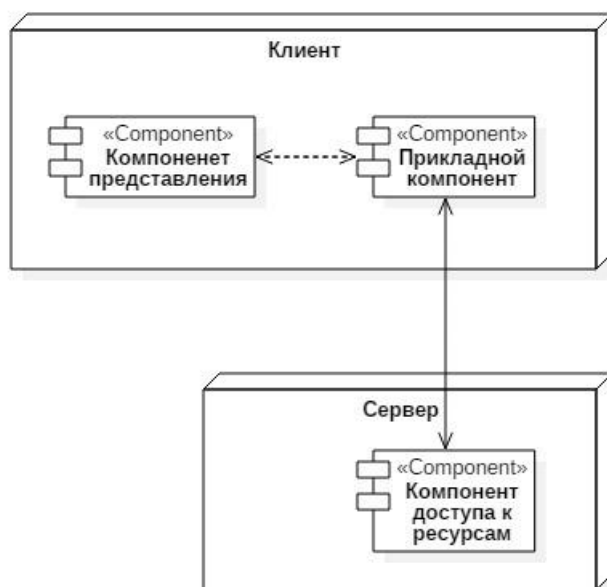 Клиент
«Component»
Компоненет
представления
«Component»
Прикладной
компонент
Сервер
«Component»
Компонент
доступа к
ресурсам